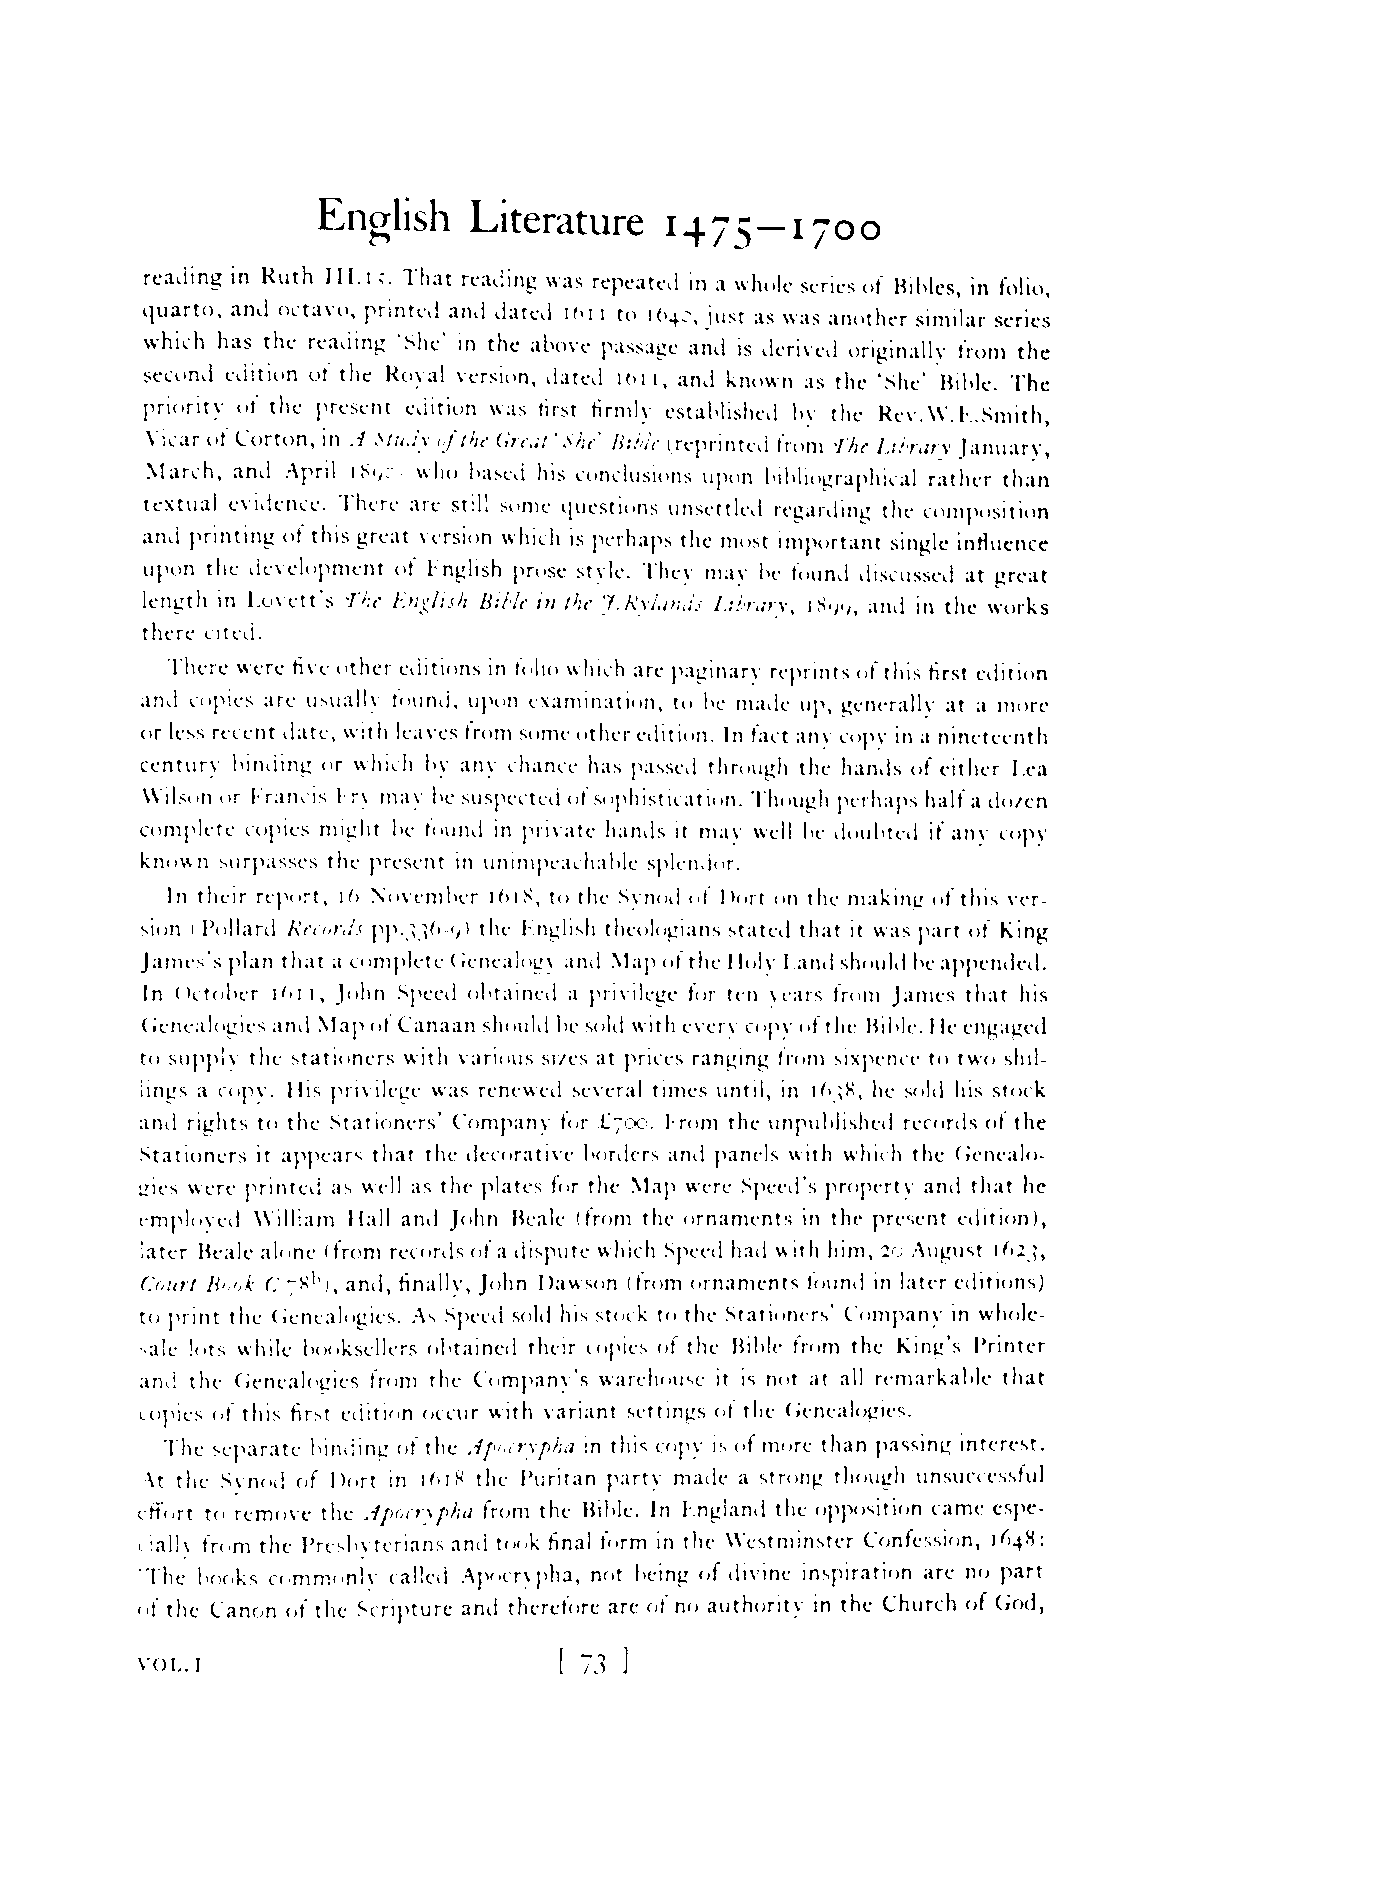 English Literature 1475–1700
reading in Ruth III.15. That reading was repeated in a whole series of Bibles, in folio,
quarto, and octavo, printed and dated 1611 to 1640, just as was another similar series
which has the reading 'She' in the above passage and is derived originally from the
second edition of the Royal version, dated 1611, and known as the 'She' Bible. The
priority of the present edition was first firmly established by the Rev.W.E.Smith,
Vicar of Corton, in A Study of the Great 'She' Bible (reprinted from The Library January,
March, and April who based his conclusions upon bibliographical rather than
textual evidence. There are still some questions unsettled regarding the composition
and printing of this great version which is perhaps the most important single influence
upon the development of English prose style. They may be found discussed at great
length in Lovett's The English Bible in the J.Rylands Library, 1899, and in the works
there cited.
There were five other editions in folio which are paginary reprints of this first edition
and copies are usually found, upon examination, to be made up, generally at a more
or less recent date, with leaves from some other edition. In fact any copy in a nineteenth
century binding or which by any chance has passed through the hands of either Lea
Wilson or Francis Fry may be suspected of sophistication. Though perhaps half a dozen
complete copies might be found in private hands it may well be doubted if any copy
known surpasses the present in unimpeachable splendor.
In their report, 16 November 1618, to the Synod of Dort on the making of this ver-
sion (Pollard Records pp.336-9) the English theologians stated that it was part of King
James's plan that a complete Genealogy and Map of the Holy Land should be appended.
In October 1611, John Speed obtained a privilege for ten years from James that his
Genealogies and Map of Canaan should be sold with every copy of the Bible. He engaged
to supply the stationers with various sizes at prices ranging from sixpence to two shil-
lings a copy. His privilege was renewed several times until, in 1638, he sold his stock
and rights to the Stationers' Company for £700. From the unpublished records of the
Stationers it appears that the decorative borders and panels with which the Genealo-
gies were printed as well as the plates for the Map were Speed's property and that he
employed William Hall and John Beale (from the ornaments in the present edition),
later Beale alone (from records of a dispute which Speed had with him, 20 August 1623,
Court Book C 78b), and, finally, John Dawson (from ornaments found in later editions)
to print the Genealogies. As Speed sold his stock to the Stationers' Company in whole-
sale lots while booksellers obtained their copies of the Bible from the King's Printer
and the Genealogies from the Company's warehouse it is not at all remarkable that
copies of this first edition occur with variant settings of the Genealogies.
The separate binding of the Apocrypha in this copy is of more than passing interest.
At the Synod of Dort in 1618 the Puritan party made a strong though unsuccessful
effort to remove the Apocrypha from the Bible. In England the opposition came espe-
cially from the Presbyterians and took final form in the Westminster Confession, 1648:
'The books commonly called Apocrypha, not being of divine inspiration are no part
of the Canon of the Scripture and therefore are of no authority in the Church of God,
VOL.I [ 73 ]